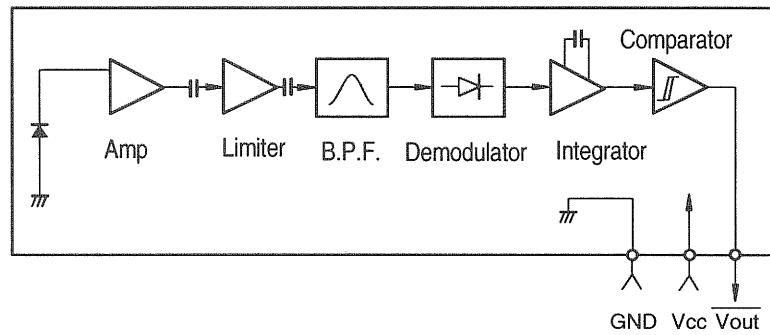 Comparator
Amp
Limiter
B.P.F.
Demodulator
Integrator
GND
Vcc
Vout